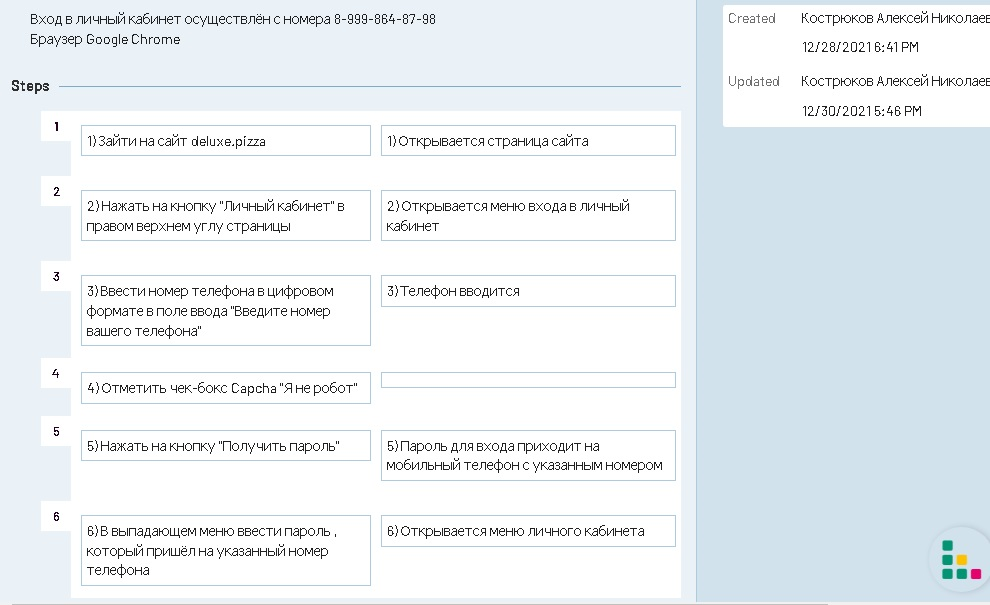 Вход в личный кабинет осуществлён с номера 8-999-864-87-98
Браузер Google Chrome
Steps
1
1)Зайти на сайт deluxe.pizza
1)Открывается страница сайта
2
2)Нажать на кнопку "Личный кабинет" в
правом верхнем углу страницы
2)Открывается меню входа в личный
кабинет
3
3)Ввести номер телефона в цифровом
формате в поле ввода "Введите номер
вашего телефона"
3)Телефон вводится
4
4)Отметить чек-бокс Capcha "Я не робот"
5
5)Нажать на кнопку "Получить пароль"
5)Пароль для входа приходит на
мобильный телефон с указанным номером
6
6)В выпадающем меню ввести пароль ,
который пришёл на указанный номер
телефона
6)Открывается меню личного кабинета
Created Кострюков Алексей Николаев
12/28/2021 6:41 PM
Updated Кострюков Алексей Николаев
12/30/2021 5:46 PM